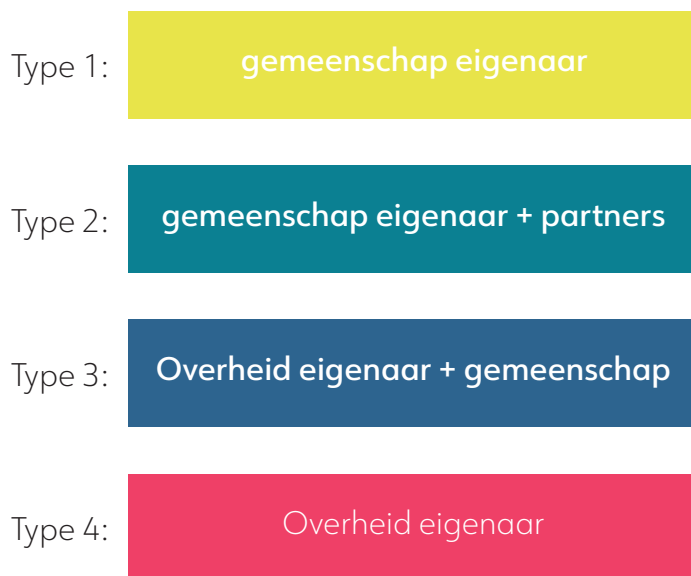 Type 1: gemeenschap eigenaar
Type 2: gemeenschap eigenaar + partners
Type 3: Overheid eigenaar + gemeenschap
Type 4: Overheid eigenaar